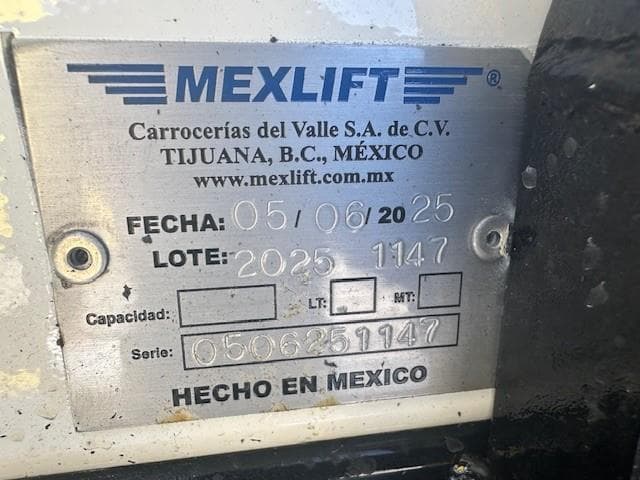 MEXLIFT®
Carrocerías del Valle S.A. de C.V.
TIJUANA, B.C., MÉXICO
www.mexlift.com.mx
FECHA: 05/06/2025
LOTE: 2025 1147
Capacidad: LT: MT:
Serie: 0506251147
HECHO EN MEXICO